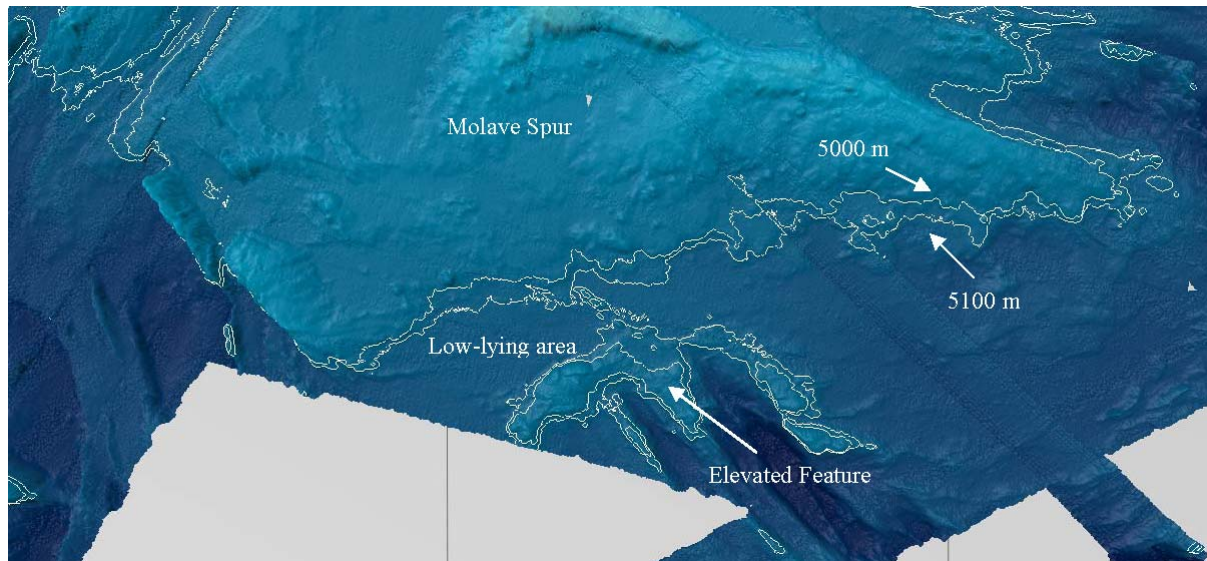 Molave Spur
5000 m
5100 m
Low-lying area
Elevated Feature